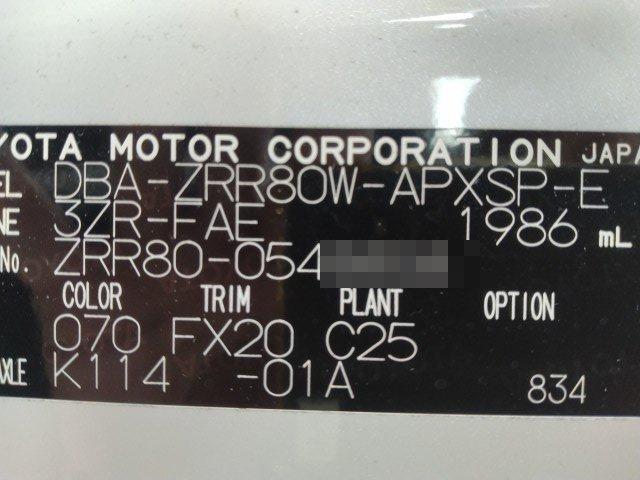 YOTA MOTOR CORPORATION JAPA
EL DBA-ZRR80W-APXSP-E
NE 3ZR-FAE 1986 mL
No. ZRR80-054
COLOR TRIM PLANT OPTION
070 FX20 C25
AXLE K114 -01A 834